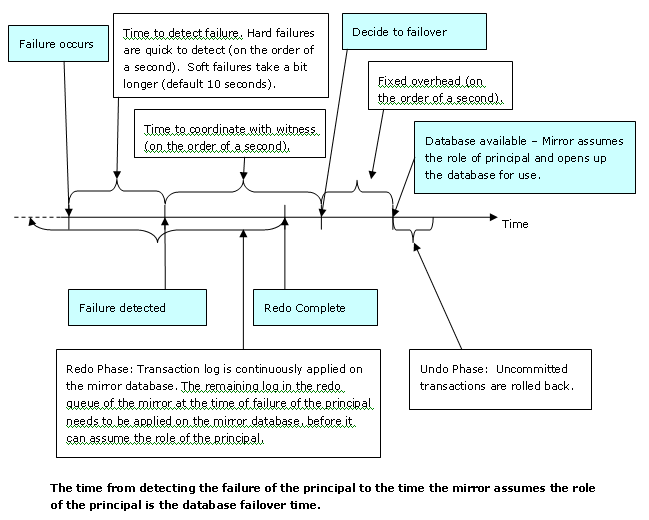 Failure occurs
Time to detect failure. Hard failures
are quick to detect (on the order of
a second).  Soft failures take a bit
longer (default 10 seconds).
Decide to failover
Fixed overhead (on
the order of a second).
Time to coordinate with witness
(on the order of a second).
Database available – Mirror assumes
the role of principal and opens up
the database for use.
Time
Failure detected
Redo Complete
Redo Phase: Transaction log is continuously applied on
the mirror database. The remaining log in the redo
queue of the mirror at the time of failure of the principal
needs to be applied on the mirror database, before it
can assume the role of the principal.
Undo Phase:  Uncommitted
transactions are rolled back.
The time from detecting the failure of the principal to the time the mirror assumes the role
of the principal is the database failover time.